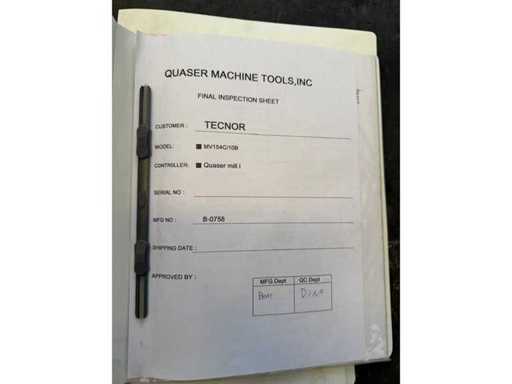 QUASER MACHINE TOOLS,INC
FINAL INSPECTION SHEET
CUSTOMER : TECNOR
MODEL: ■ MV154C/10B
CONTROLLER: ■ Quaser mill i
SERIAL NO :
MFG NO : B-0758
SHIPPING DATE :
APPROVED BY :
MFG.Dept QC.Dept
DINO